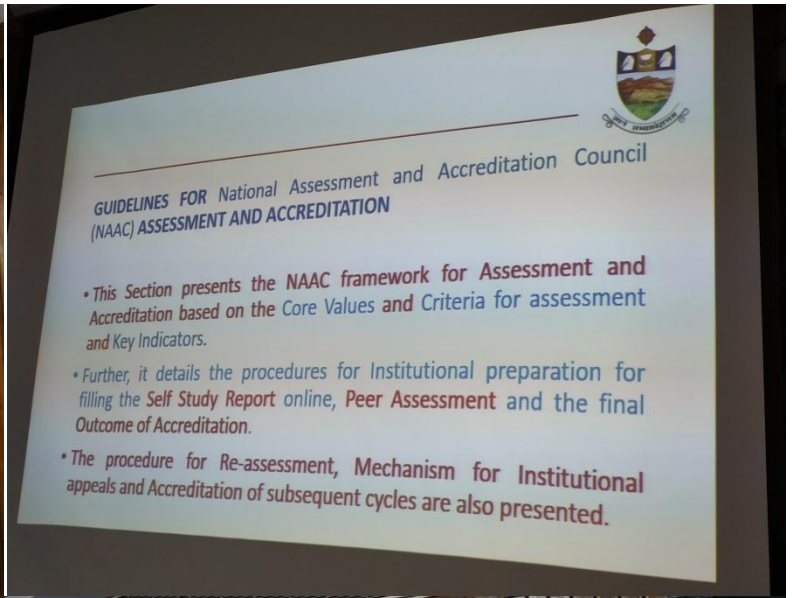 GUIDELINES FOR National Assessment and Accreditation Council
(NAAC) ASSESSMENT AND ACCREDITATION
• This Section presents the NAAC framework for Assessment and
Accreditation based on the Core Values and Criteria for assessment
and Key Indicators.
• Further, it details the procedures for Institutional preparation for
filling the Self Study Report online, Peer Assessment and the final
Outcome of Accreditation.
• The procedure for Re-assessment, Mechanism for Institutional
appeals and Accreditation of subsequent cycles are also presented.